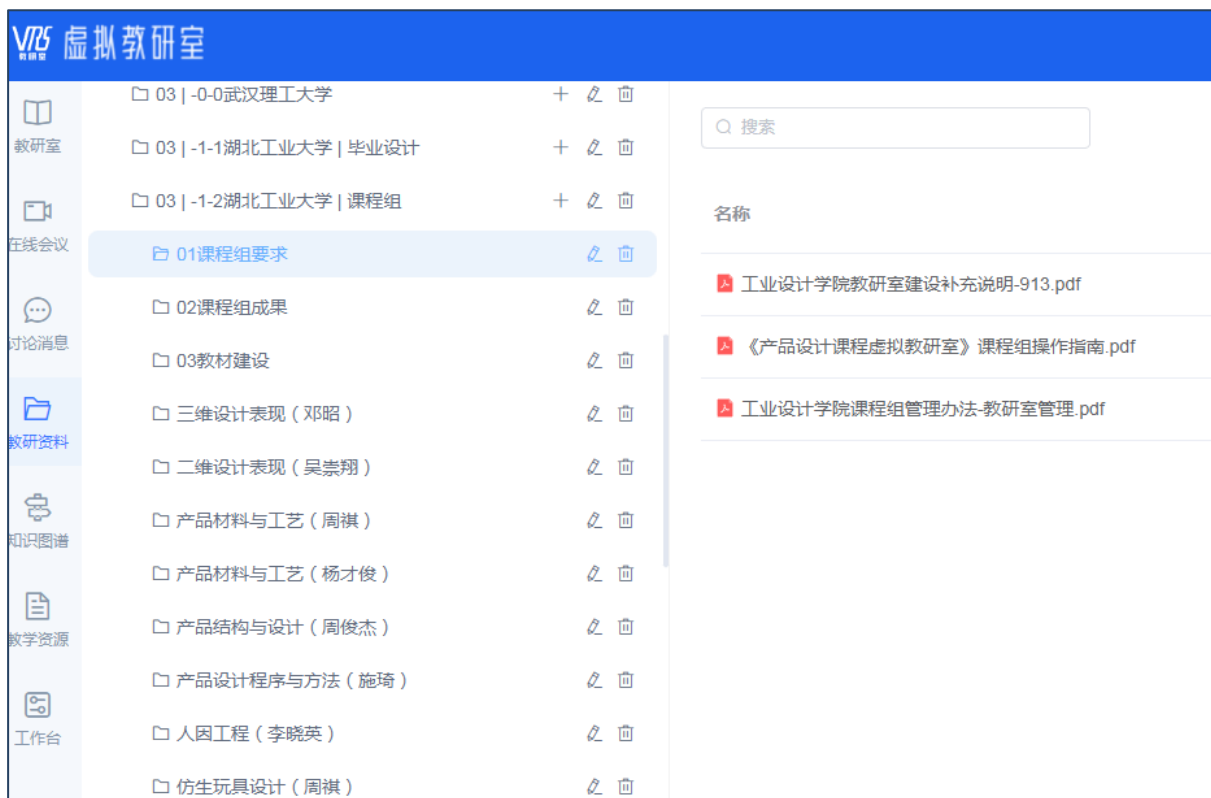 VTRS 教研室 虚拟教研室
教研室
在线会议
讨论消息
教研资料
知识图谱
教学资源
工作台
03 | -0-0武汉理工大学
03 | -1-1湖北工业大学 | 毕业设计
03 | -1-2湖北工业大学 | 课程组
01课程组要求
02课程组成果
03教材建设
三维设计表现（邓昭）
二维设计表现（吴崇翔）
产品材料与工艺（周祺）
产品材料与工艺（杨才俊）
产品结构与设计（周俊杰）
产品设计程序与方法（施琦）
人因工程（李晓英）
仿生玩具设计（周祺）
搜索
名称
工业设计学院教研室建设补充说明-913.pdf
《产品设计课程虚拟教研室》课程组操作指南.pdf
工业设计学院课程组管理办法-教研室管理.pdf